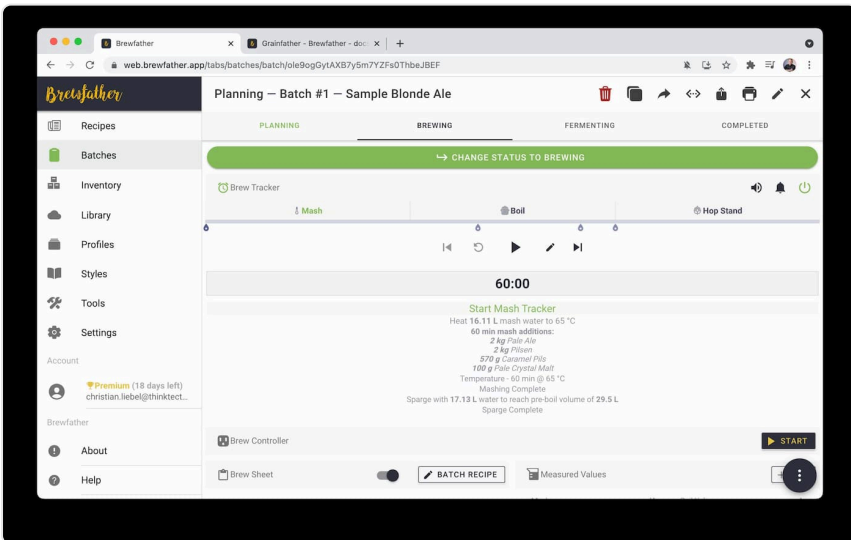 Brewfather
Grainfather - Brewfather - doc
web.brewfather.app/tabs/batches/batch/ole9ogGytAXB7y5m7YZFs0ThbeJBEF
Brewfather
Recipes
Batches
Inventory
Library
Profiles
Styles
Tools
Settings
Account
Premium (18 days left)
christian.liebel@thinktect...
Brewfather
About
Help
Planning — Batch #1 — Sample Blonde Ale
PLANNING BREWING FERMENTING COMPLETED
CHANGE STATUS TO BREWING
Brew Tracker
Mash Boil Hop Stand
60:00
Start Mash Tracker
Heat 16.11 L mash water to 65 °C
60 min mash additions:
2 kg Pale Ale
2 kg Pilsen
570 g Caramel Pils
100 g Pale Crystal Malt
Temperature - 60 min @ 65 °C
Mashing Complete
Sparge with 17.13 L water to reach pre-boil volume of 29.5 L
Sparge Complete
Brew Controller START
Brew Sheet BATCH RECIPE Measured Values